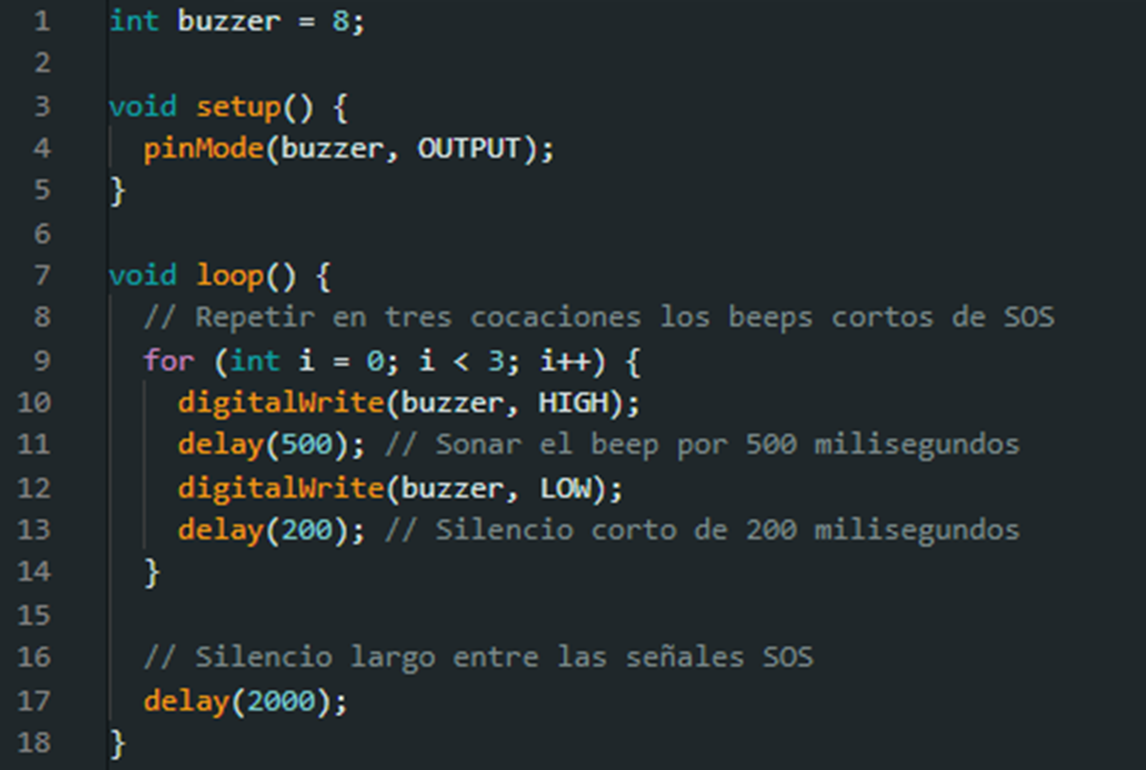 1 int buzzer = 8;
2
3 void setup() {
4 pinMode(buzzer, OUTPUT);
5 }
6
7 void loop() {
8 // Repetir en tres cocaciones los beeps cortos de SOS
9 for (int i = 0; i < 3; i++) {
10 digitalWrite(buzzer, HIGH);
11 delay(500); // Sonar el beep por 500 milisegundos
12 digitalWrite(buzzer, LOW);
13 delay(200); // Silencio corto de 200 milisegundos
14 }
15
16 // Silencio largo entre las señales SOS
17 delay(2000);
18 }